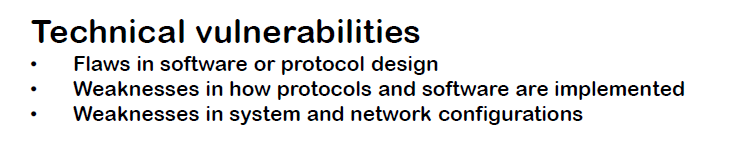 Technical vulnerabilities
• Flaws in software or protocol design
• Weaknesses in how protocols and software are implemented
• Weaknesses in system and network configurations